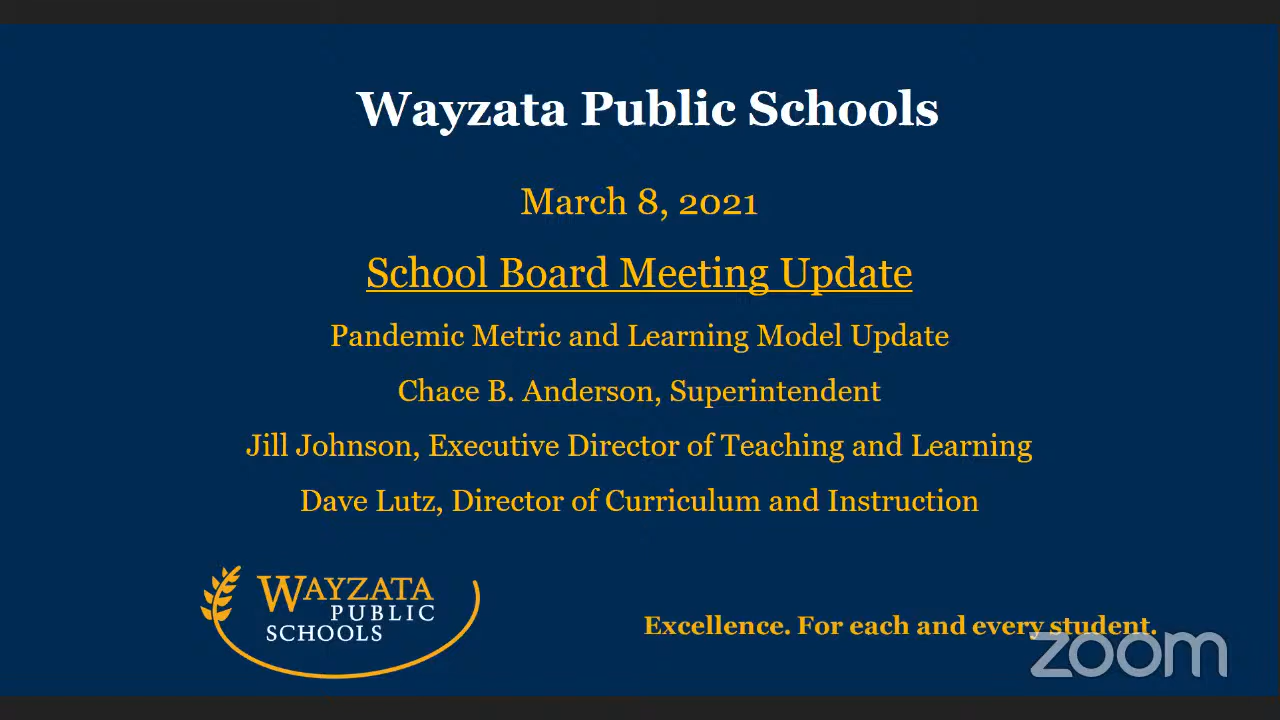 Wayzata Public Schools
March 8, 2021
School Board Meeting Update
Pandemic Metric and Learning Model Update
Chace B. Anderson, Superintendent
Jill Johnson, Executive Director of Teaching and Learning
Dave Lutz, Director of Curriculum and Instruction
WAYZATA
PUBLIC
SCHOOLS
Excellence. For each and every student.
zoom